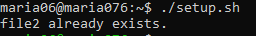 maria06@maria076:~$ ./setup.sh
file2 already exists.